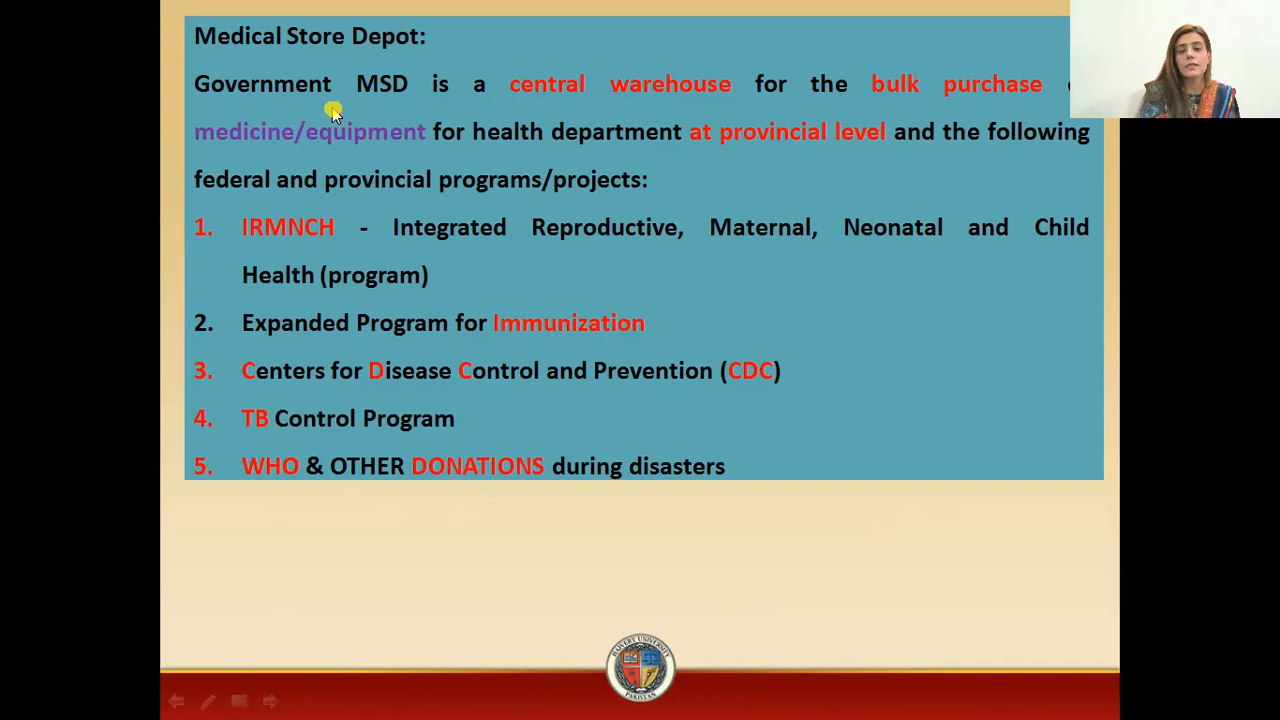 Medical Store Depot:
Government MSD is a central warehouse for the bulk purchase
medicine/equipment for health department at provincial level and the following
federal and provincial programs/projects:
1. IRMNCH - Integrated Reproductive, Maternal, Neonatal and Child
Health (program)
2. Expanded Program for Immunization
3. Centers for Disease Control and Prevention (CDC)
4. TB Control Program
5. WHO & OTHER DONATIONS during disasters
PAKISTAN